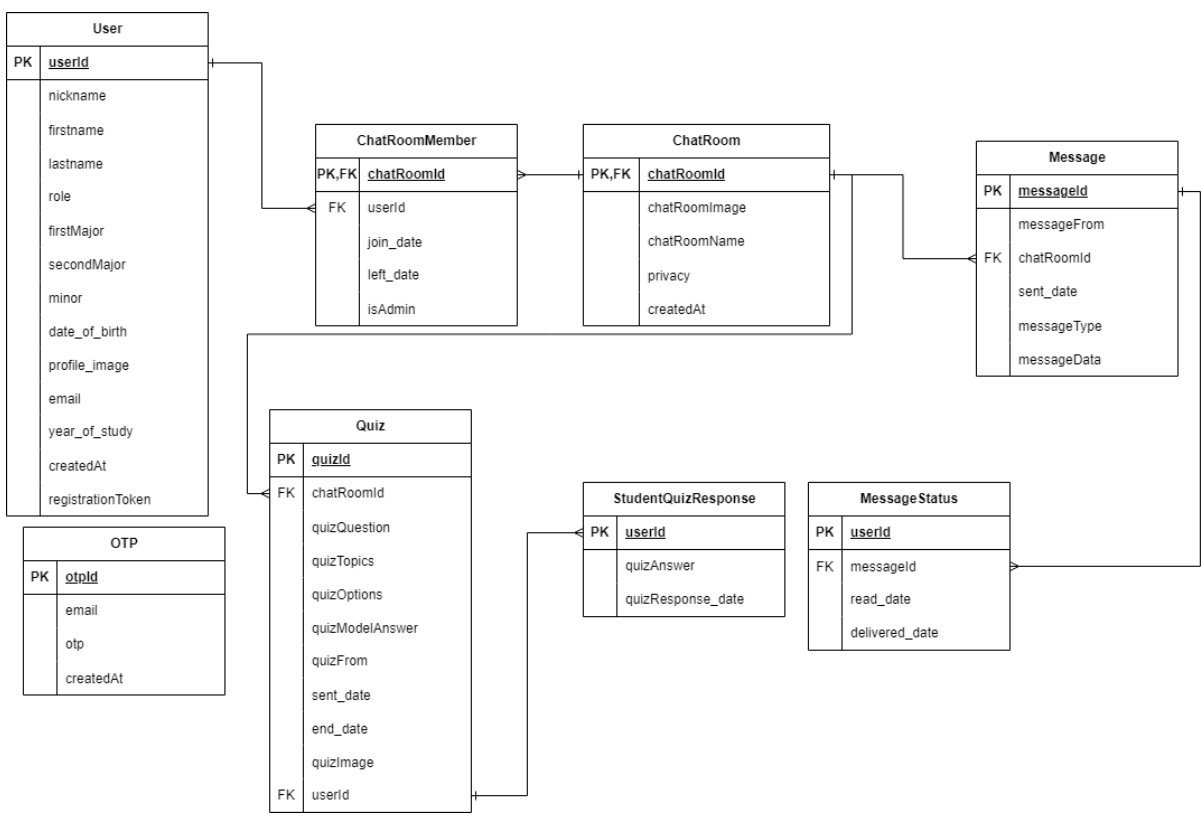 User
PK userId
nickname
firstname
lastname
role
firstMajor
secondMajor
minor
date_of_birth
profile_image
email
year_of_study
createdAt
registrationToken
OTP
PK otpId
email
otp
createdAt
ChatRoomMember
PK,FK chatRoomId
FK userId
join_date
left_date
isAdmin
ChatRoom
PK,FK chatRoomId
chatRoomImage
chatRoomName
privacy
createdAt
Message
PK messageId
messageFrom
FK chatRoomId
sent_date
messageType
messageData
Quiz
PK quizId
FK chatRoomId
quizQuestion
quizTopics
quizOptions
quizModelAnswer
quizFrom
sent_date
end_date
quizImage
FK userId
StudentQuizResponse
PK userId
quizAnswer
quizResponse_date
MessageStatus
PK userId
FK messageId
read_date
delivered_date